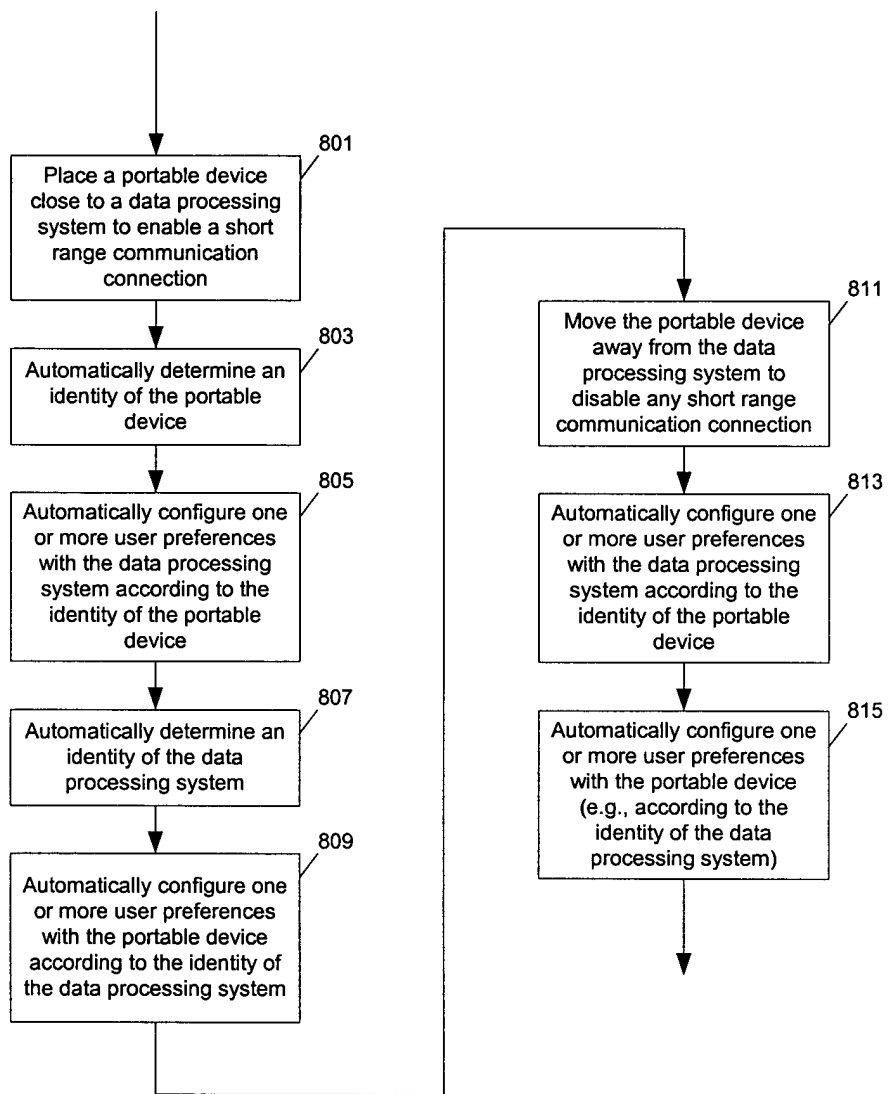 801
Place a portable device
close to a data processing
system to enable a short
range communication
connection
803
Automatically determine an
identity of the portable
device
805
Automatically configure one
or more user preferences
with the data processing
system according to the
identity of the portable
device
807
Automatically determine an
identity of the data
processing system
809
Automatically configure one
or more user preferences
with the portable device
according to the identity of
the data processing system
811
Move the portable device
away from the data
processing system to
disable any short range
communication connection
813
Automatically configure one
or more user preferences
with the data processing
system according to the
identity of the portable
device
815
Automatically configure one
or more user preferences
with the portable device
(e.g., according to the
identity of the data
processing system)